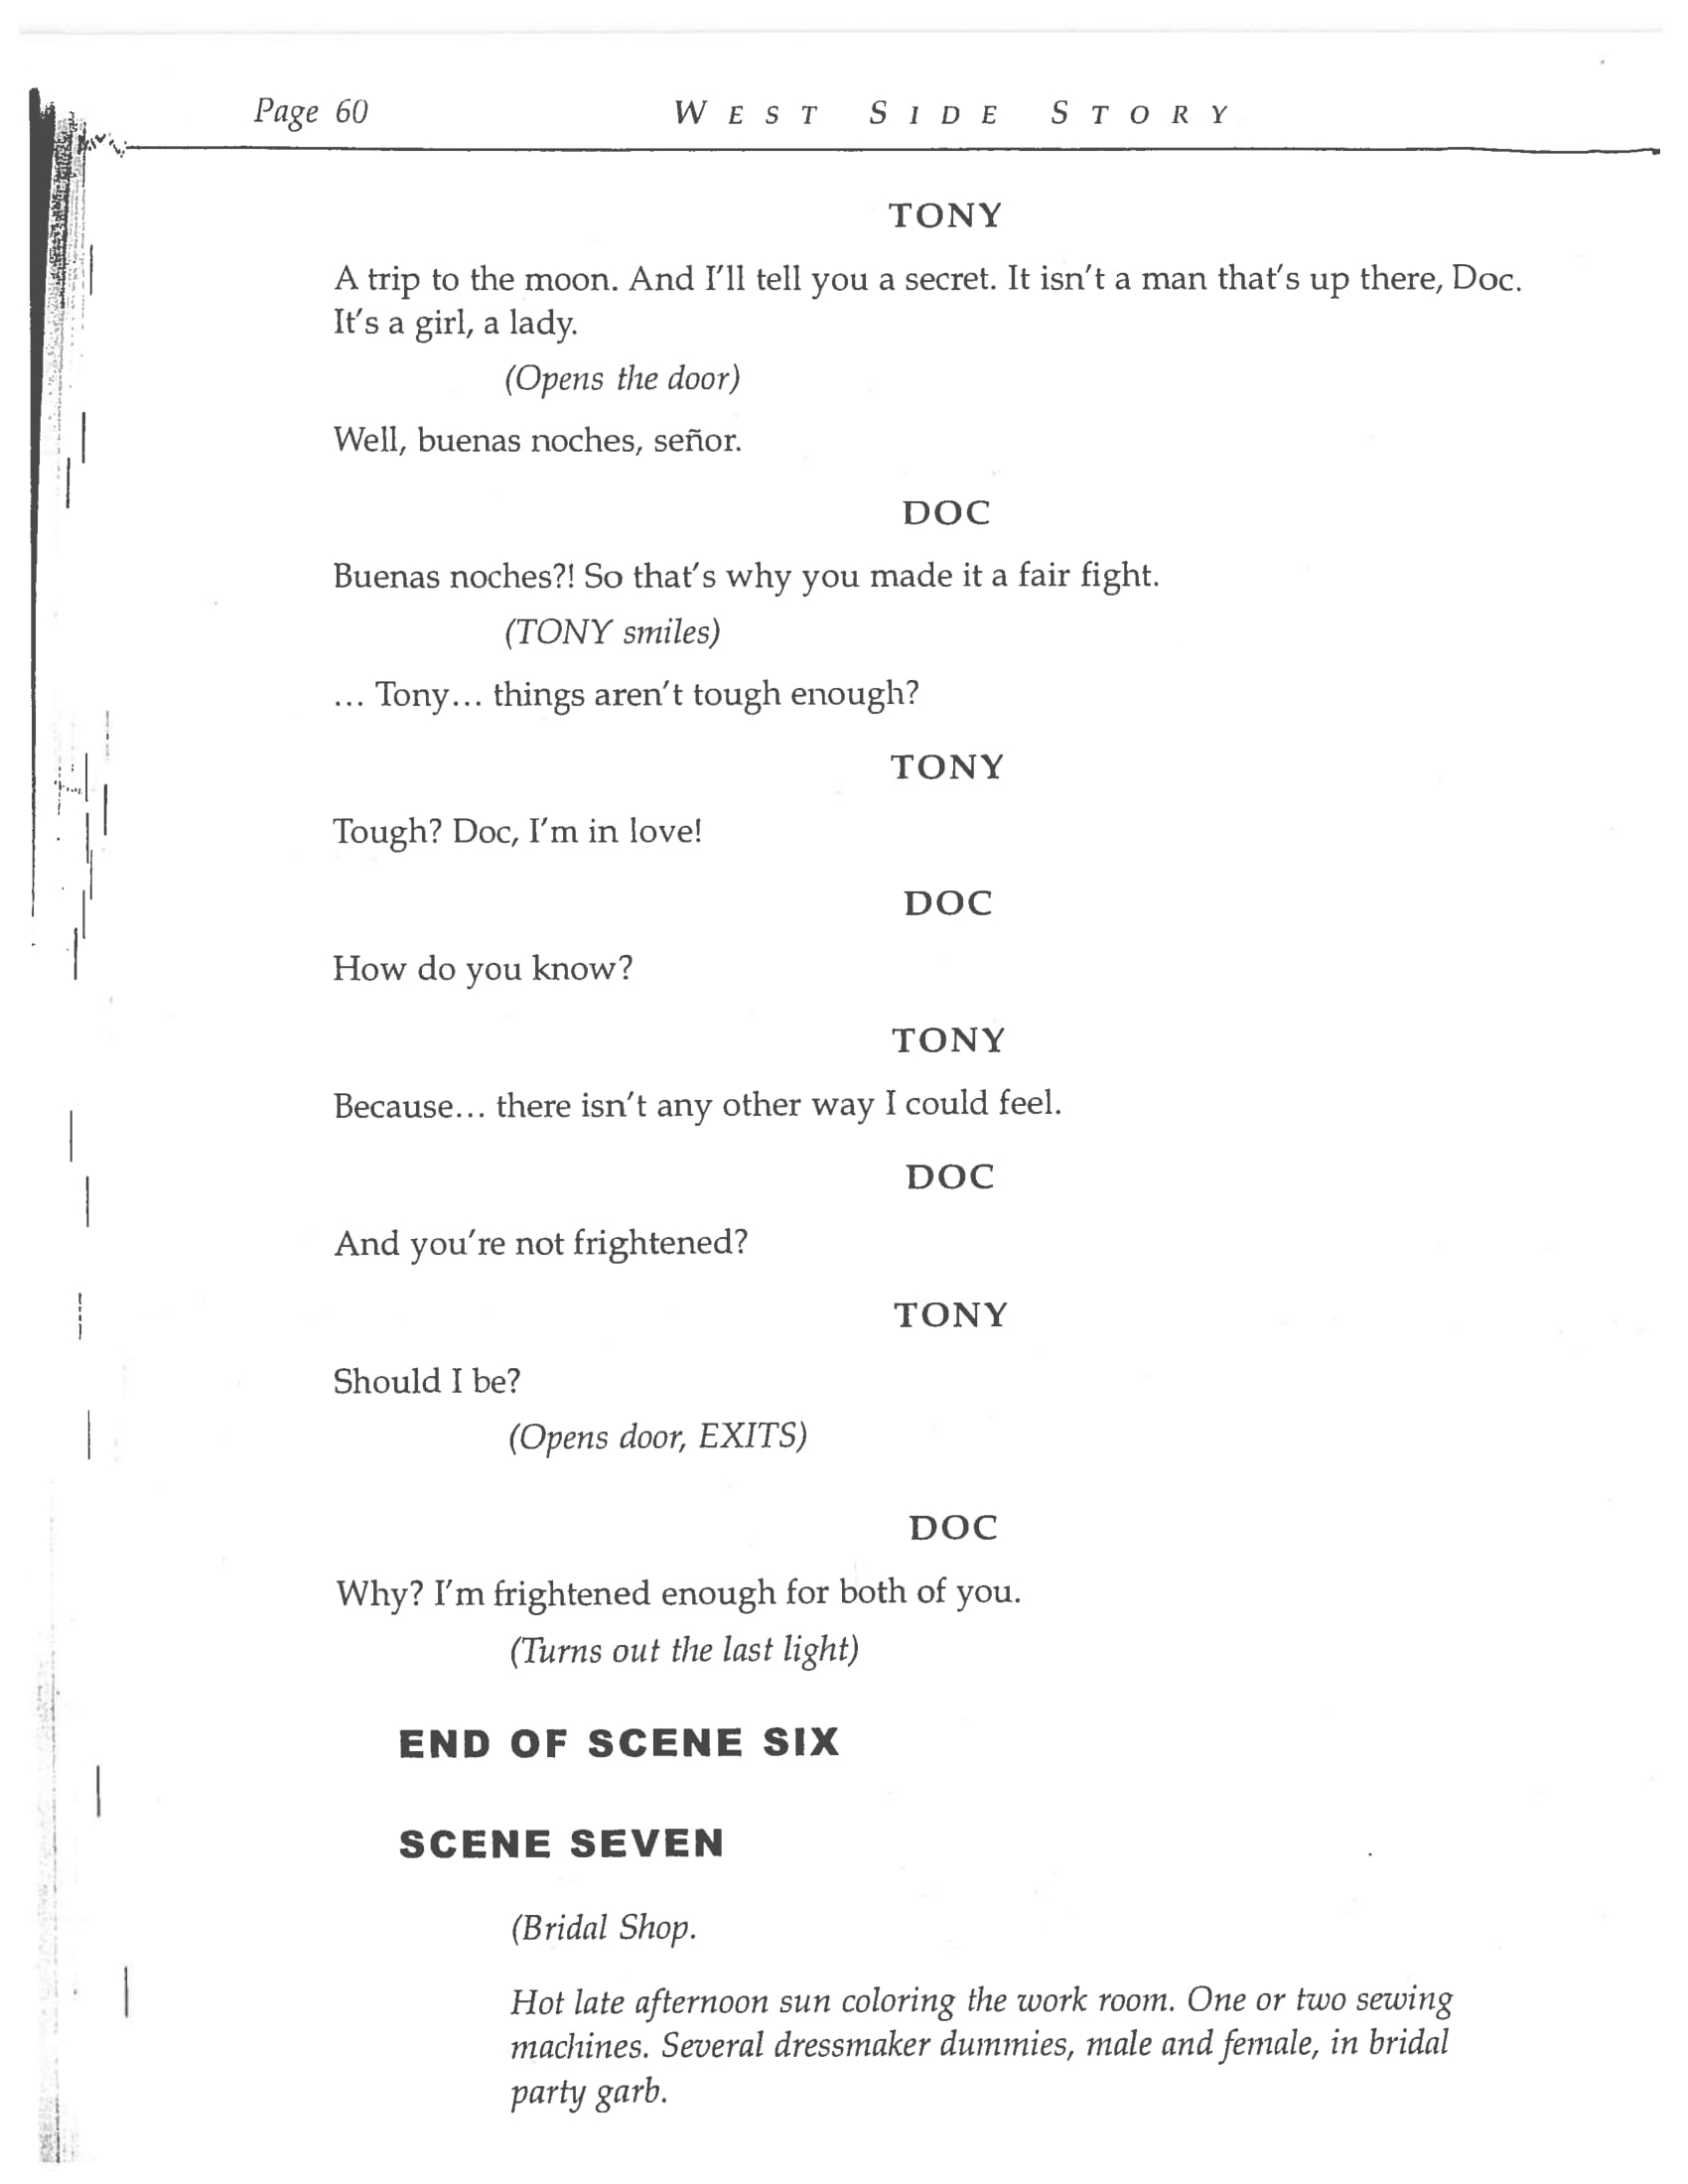 Page 60 WEST SIDE STORY
TONY
A trip to the moon. And I'll tell you a secret. It isn't a man that's up there, Doc.
It's a girl, a lady.
(Opens the door)
Well, buenas noches, señor.
DOC
Buenas noches?! So that's why you made it a fair fight.
(TONY smiles)
... Tony... things aren't tough enough?
TONY
Tough? Doc, I'm in love!
DOC
How do you know?
TONY
Because... there isn't any other way I could feel.
DOC
And you're not frightened?
TONY
Should I be?
(Opens door, EXITS)
DOC
Why? I'm frightened enough for both of you.
(Turns out the last light)
END OF SCENE SIX
SCENE SEVEN
(Bridal Shop.
Hot late afternoon sun coloring the work room. One or two sewing
machines. Several dressmaker dummies, male and female, in bridal
party garb.